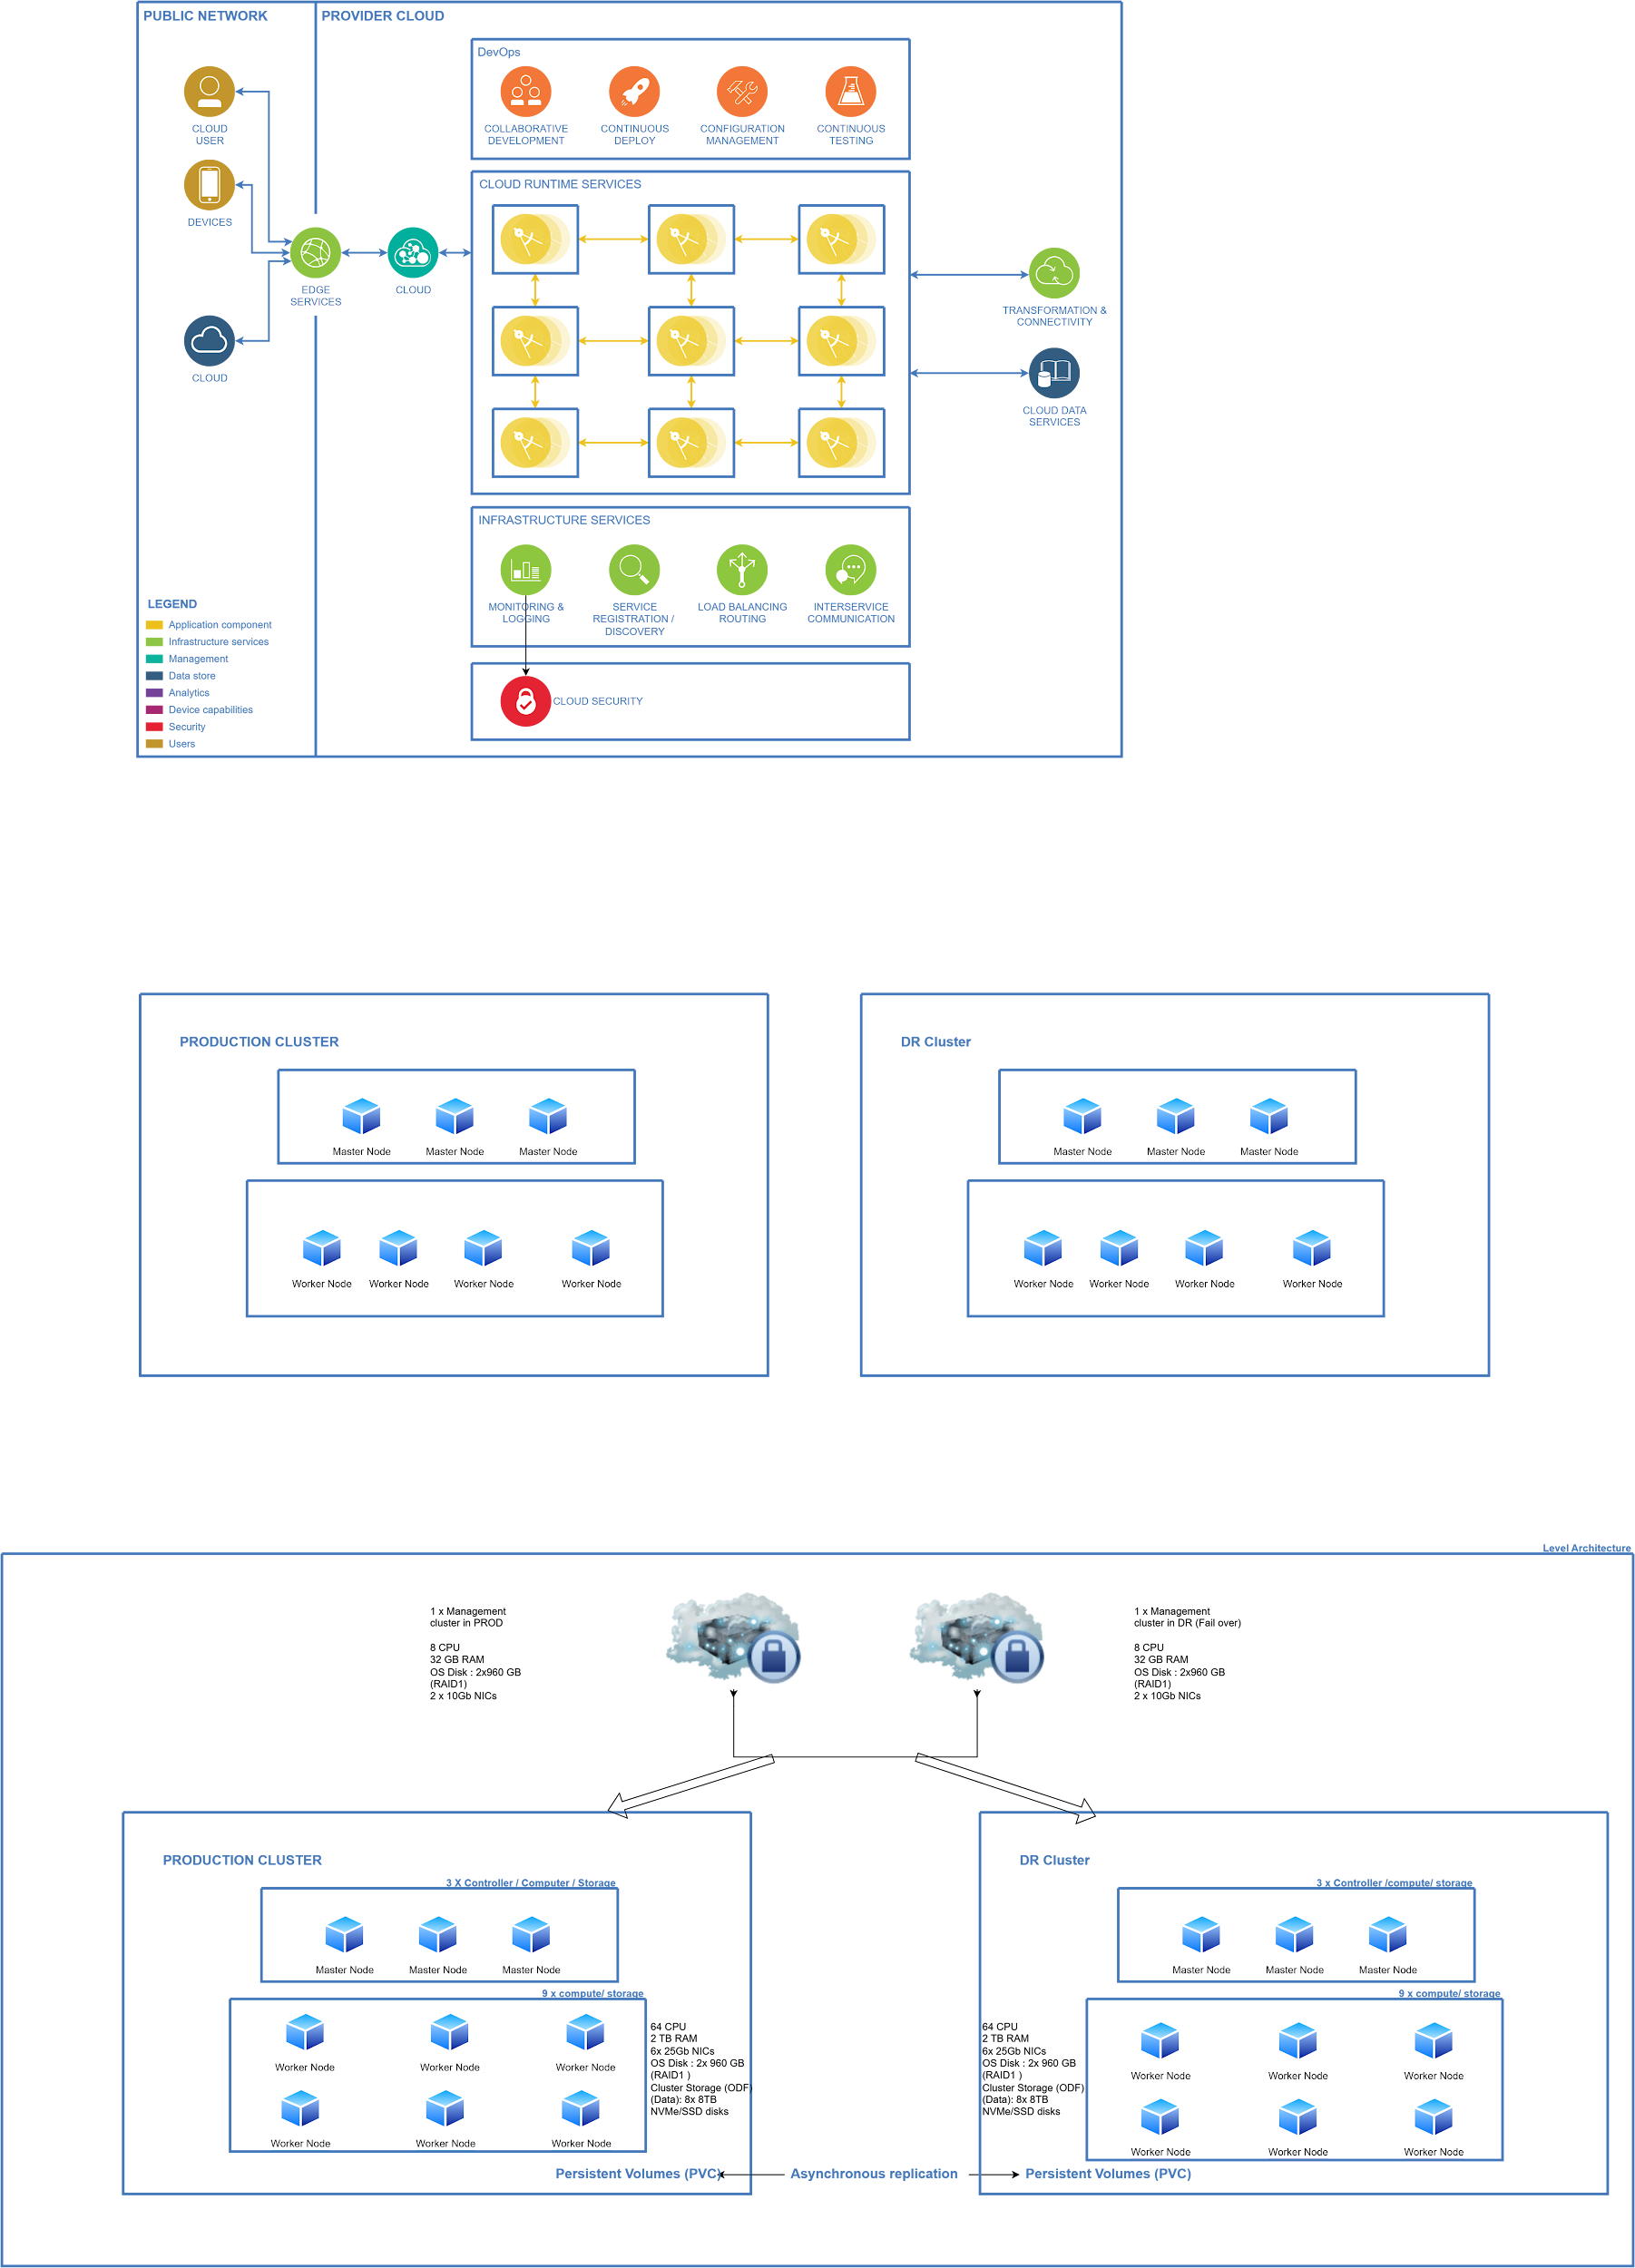 PUBLIC NETWORK
PROVIDER CLOUD
DevOps
COLLABORATIVE
DEVELOPMENT
CONTINUOUS
DEPLOY
CONFIGURATION
MANAGEMENT
CONTINUOUS
TESTING
CLOUD
USER
DEVICES
CLOUD
EDGE
SERVICES
CLOUD
CLOUD RUNTIME SERVICES
TRANSFORMATION &
CONNECTIVITY
CLOUD DATA
SERVICES
INFRASTRUCTURE SERVICES
MONITORING &
LOGGING
SERVICE
REGISTRATION /
DISCOVERY
LOAD BALANCING
ROUTING
INTERSERVICE
COMMUNICATION
CLOUD SECURITY
LEGEND
Application component
Infrastructure services
Management
Data store
Analytics
Device capabilities
Security
Users
PRODUCTION CLUSTER
Master Node
Master Node
Master Node
Worker Node
Worker Node
Worker Node
Worker Node
DR Cluster
Master Node
Master Node
Master Node
Worker Node
Worker Node
Worker Node
Worker Node
Level Architecture
1 x Management
cluster in PROD
8 CPU
32 GB RAM
OS Disk : 2x960 GB
(RAID1)
2 x 10Gb NICs
1 x Management
cluster in DR (Fail over)
8 CPU
32 GB RAM
OS Disk : 2x960 GB
(RAID1)
2 x 10Gb NICs
PRODUCTION CLUSTER
3 X Controller / Computer / Storage
Master Node
Master Node
Master Node
9 x compute/ storage
Worker Node
Worker Node
Worker Node
Worker Node
Worker Node
Worker Node
64 CPU
2 TB RAM
6x 25Gb NICs
OS Disk : 2x 960 GB
(RAID1 )
Cluster Storage (ODF)
(Data): 8x 8TB
NVMe/SSD disks
Persistent Volumes (PVC)
Asynchronous replication
DR Cluster
3 x Controller /compute/ storage
Master Node
Master Node
Master Node
9 x compute/ storage
64 CPU
2 TB RAM
6x 25Gb NICs
OS Disk : 2x 960 GB
(RAID1 )
Cluster Storage (ODF)
(Data): 8x 8TB
NVMe/SSD disks
Worker Node
Worker Node
Worker Node
Worker Node
Worker Node
Worker Node
Persistent Volumes (PVC)